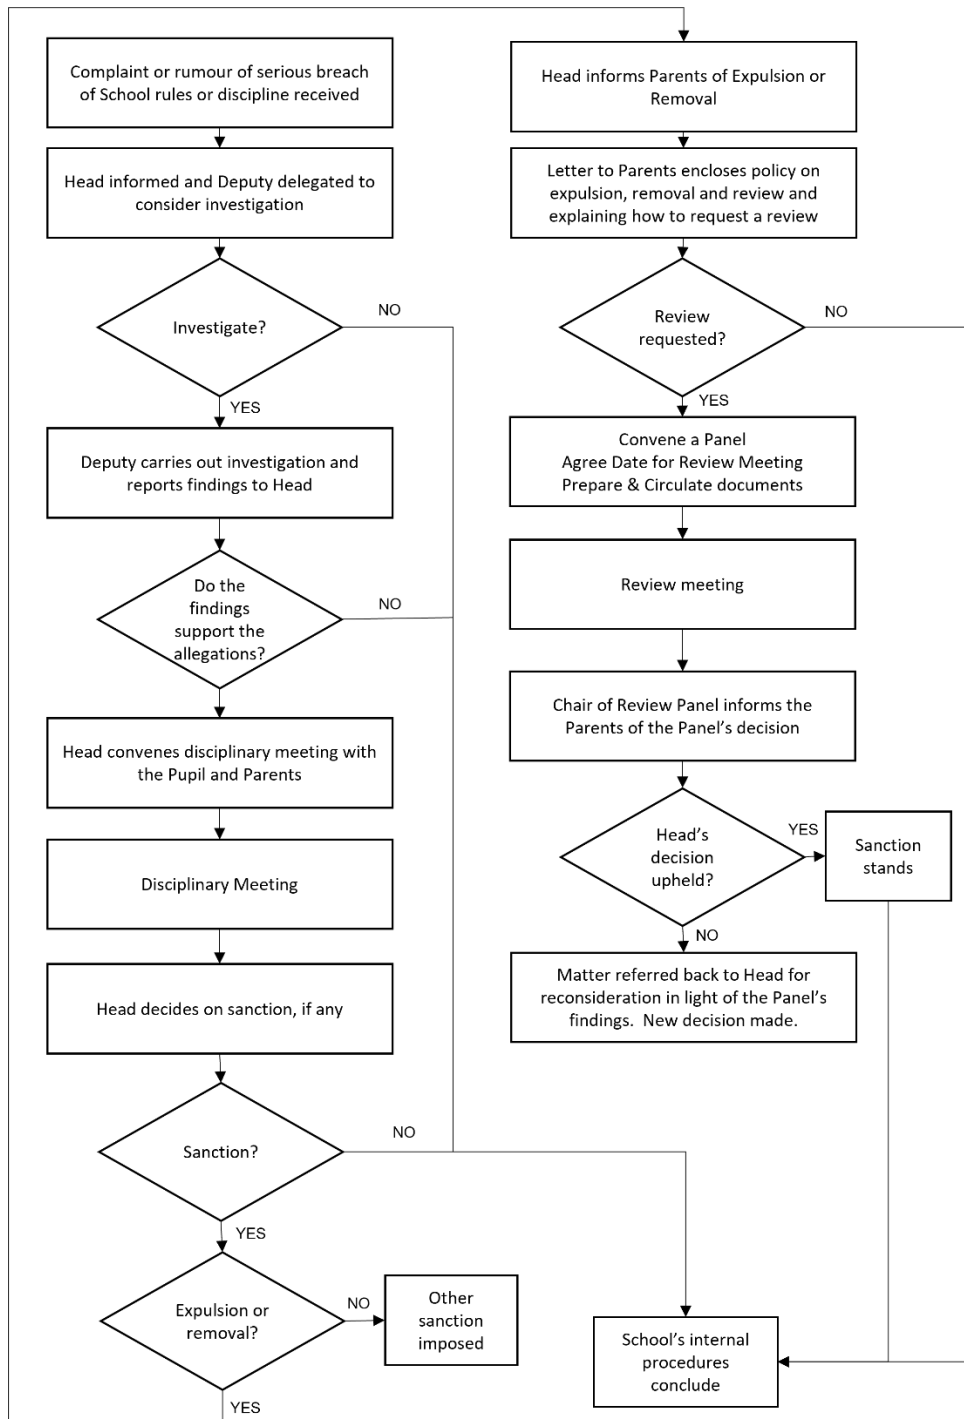 Complaint or rumour of serious breach
of School rules or discipline received
Head informed and Deputy delegated to
consider investigation
Investigate?
NO
YES
Deputy carries out investigation and
reports findings to Head
Do the
findings
support the
allegations?
NO
Head convenes disciplinary meeting with
the Pupil and Parents
Disciplinary Meeting
Head decides on sanction, if any
Sanction?
NO
YES
Expulsion or
removal?
NO
Other
sanction
imposed
YES
Head informs Parents of Expulsion or
Removal
Letter to Parents encloses policy on
expulsion, removal and review and
explaining how to request a review
Review
requested?
NO
YES
Convene a Panel
Agree Date for Review Meeting
Prepare & Circulate documents
Review meeting
Chair of Review Panel informs the
Parents of the Panel’s decision
Head’s
decision
upheld?
YES
Sanction
stands
NO
Matter referred back to Head for
reconsideration in light of the Panel’s
findings.  New decision made.
School’s internal
procedures
conclude